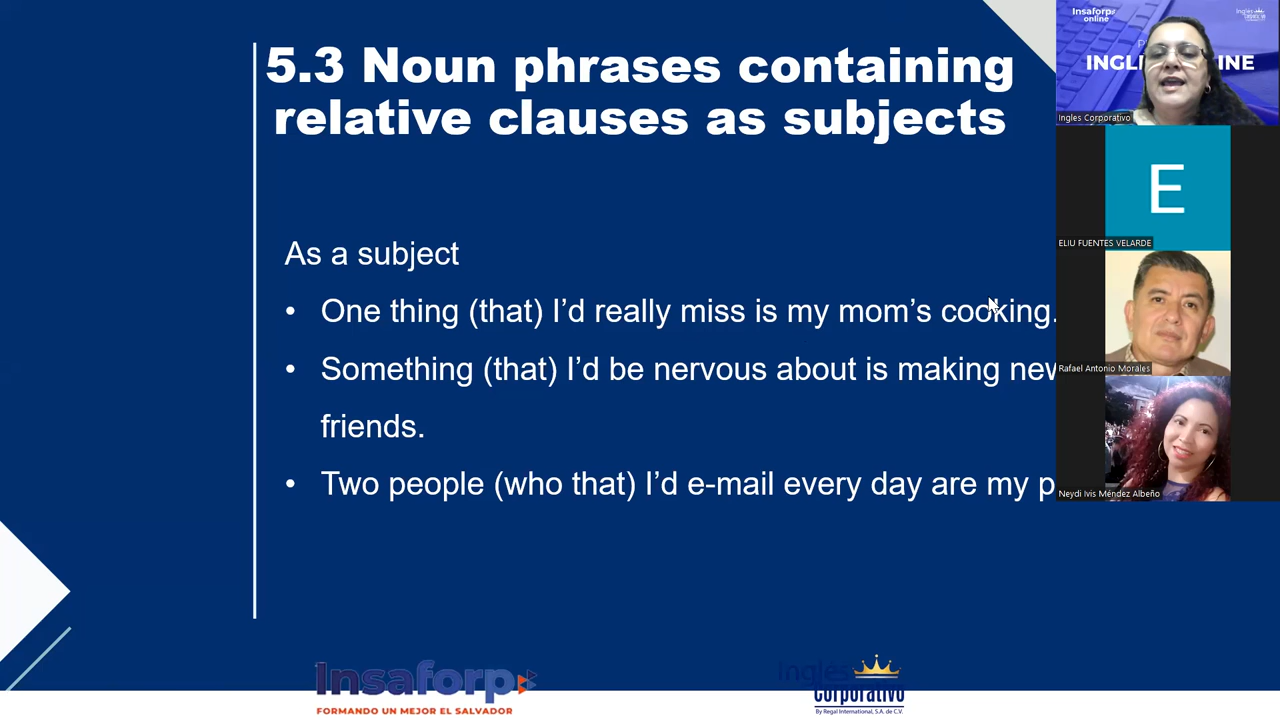 5.3 Noun phrases containing
relative clauses as subjects
As a subject
• One thing (that) I’d really miss is my mom’s cooking.
• Something (that) I’d be nervous about is making new
friends.
• Two people (who that) I’d e-mail every day are my p
Insaforp
online
INGL INE
Ingles Corporativo
E
ELIU FUENTES VELARDE
Rafael Antonio Morales
Neydi Ivis Méndez Albeño
Insaforp
FORMANDO UN MEJOR EL SALVADOR
Inglés
corporativo
By Regal International, S.A. de C.V.